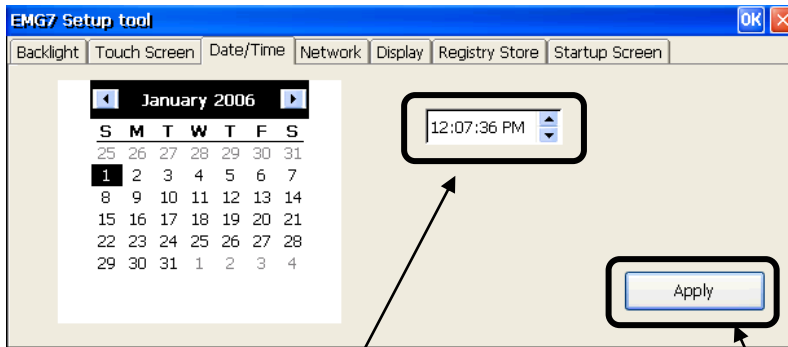 EMG7 Setup tool OK
Backlight Touch Screen Date/Time Network Display Registry Store Startup Screen
January 2006
12:07:36 PM
S M T W T F S
25 26 27 28 29 30 31
1 2 3 4 5 6 7
8 9 10 11 12 13 14
15 16 17 18 19 20 21
22 23 24 25 26 27 28
29 30 31 1 2 3 4
Apply